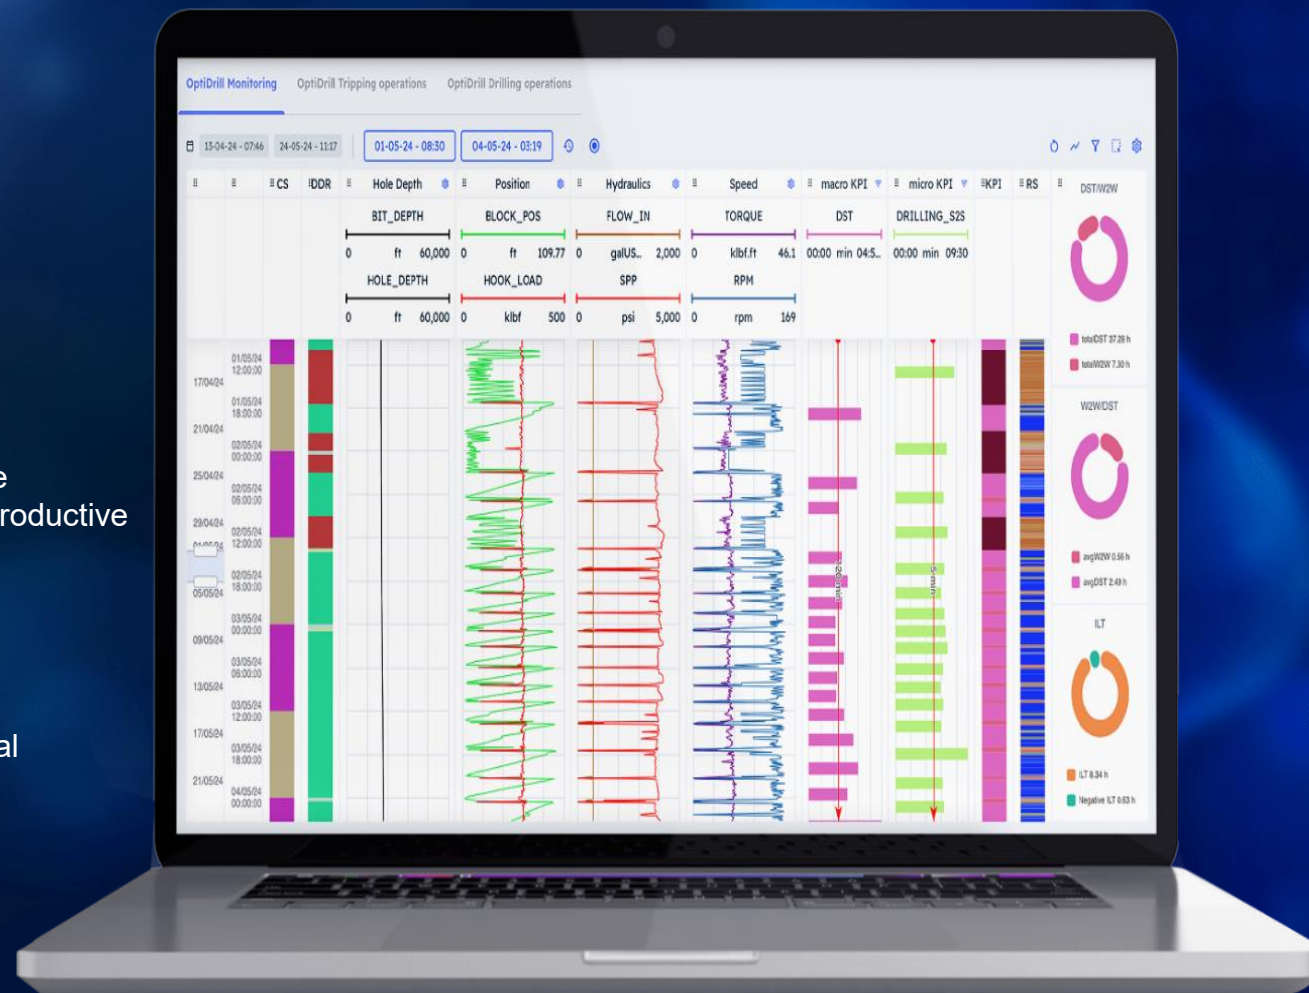 e
roductive
al
OptiDrill Monitoring OptiDrill Tripping operations OptiDrill Drilling operations
13-04-24 - 07:46 24-05-24 - 11:17 01-05-24 - 08:30 04-05-24 - 03:19
CS DDR Hole Depth Position Hydraulics Speed macro KPI micro KPI KPI RS DST/W2W
BIT_DEPTH BLOCK_POS FLOW_IN TORQUE DST DRILLING_S2S
0 ft 60,000 0 ft 109.77 0 galUS... 2,000 0 klbf.ft 46.1 00:00 min 04:5... 00:00 min 09:30
HOLE_DEPTH HOOK_LOAD SPP RPM
0 ft 60,000 0 klbf 500 0 psi 5,000 0 rpm 169
17/04/24
21/04/24
25/04/24
29/04/24
05/05/24
09/05/24
13/05/24
17/05/24
21/05/24
01/05/24
12:00:00
01/05/24
18:00:00
02/05/24
00:00:00
02/05/24
06:00:00
02/05/24
12:00:00
02/05/24
18:00:00
03/05/24
00:00:00
03/05/24
06:00:00
03/05/24
12:00:00
03/05/24
18:00:00
04/05/24
00:00:00
5 min
totalDST 37.28 h
totalW2W 7.30 h
W2W/DST
avgW2W 0.56 h
avgDST 2.49 h
ILT
ILT 8.34 h
Negative ILT 0.63 h